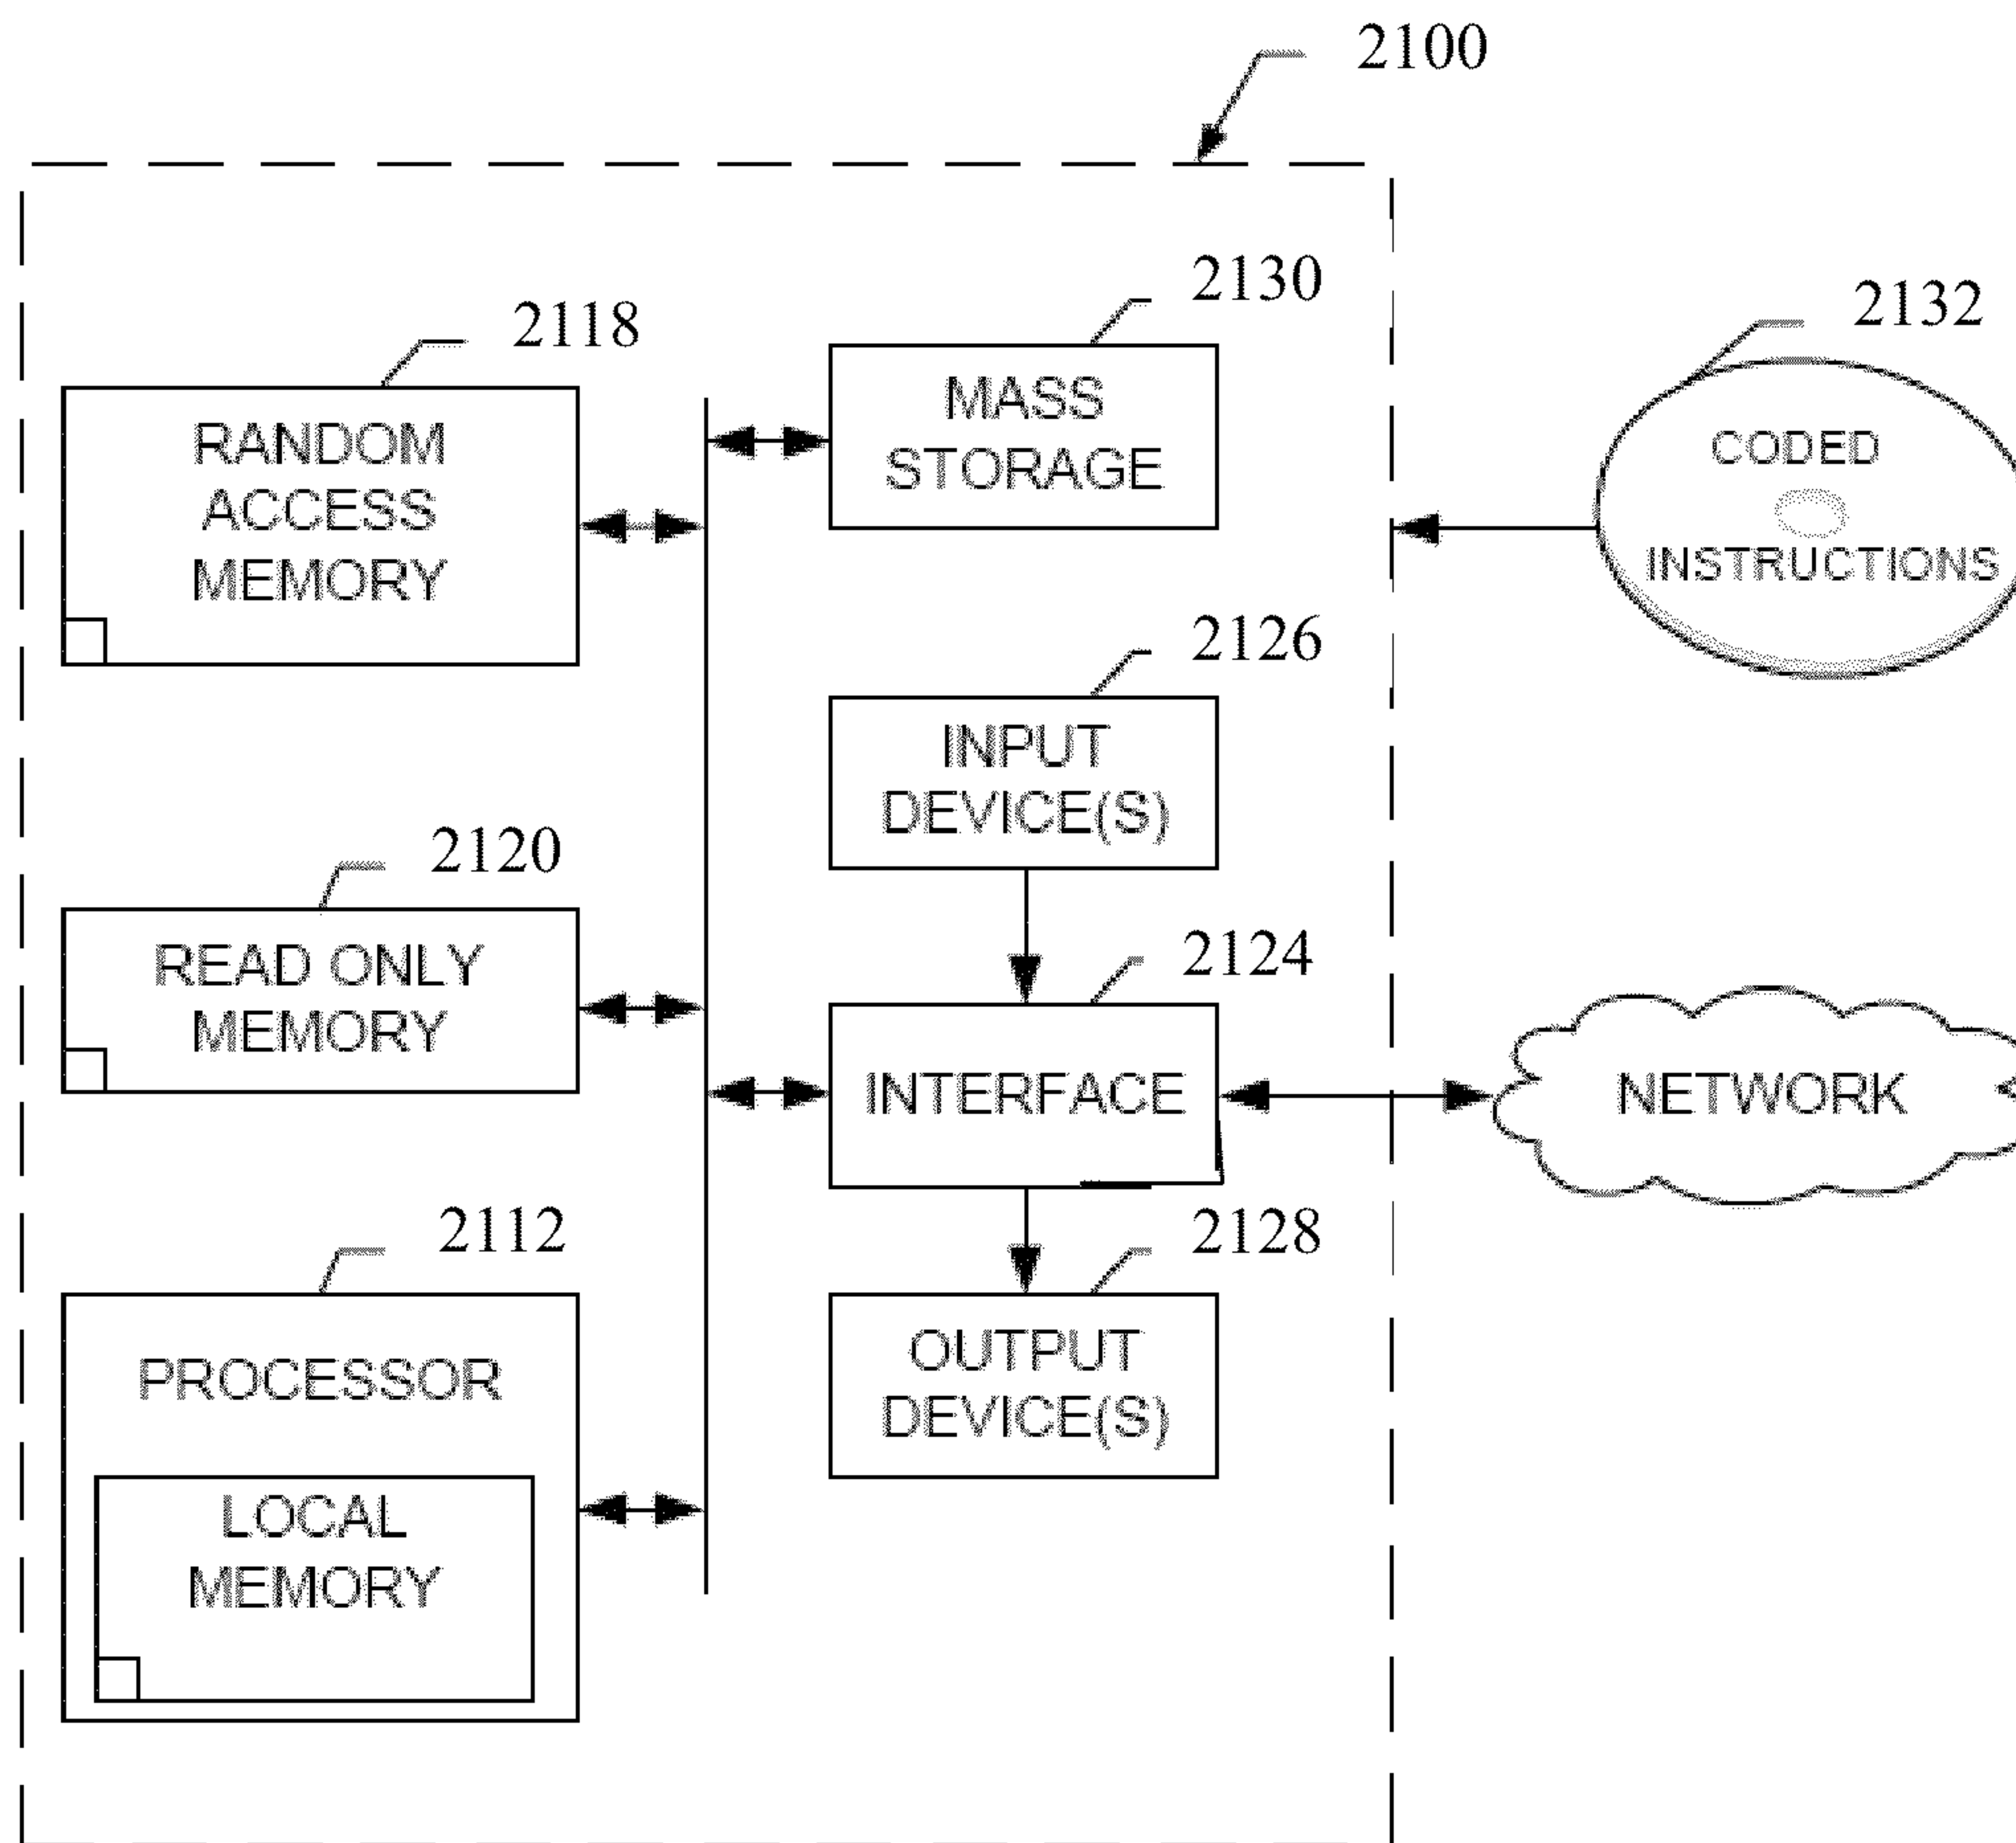 2100
2118
RANDOM
ACCESS
MEMORY
2130
MASS
STORAGE
2132
CODED
INSTRUCTIONS
2126
INPUT
DEVICE(S)
2120
READ ONLY
MEMORY
2124
INTERFACE
NETWORK
2112
PROCESSOR
LOCAL
MEMORY
2128
OUTPUT
DEVICE(S)